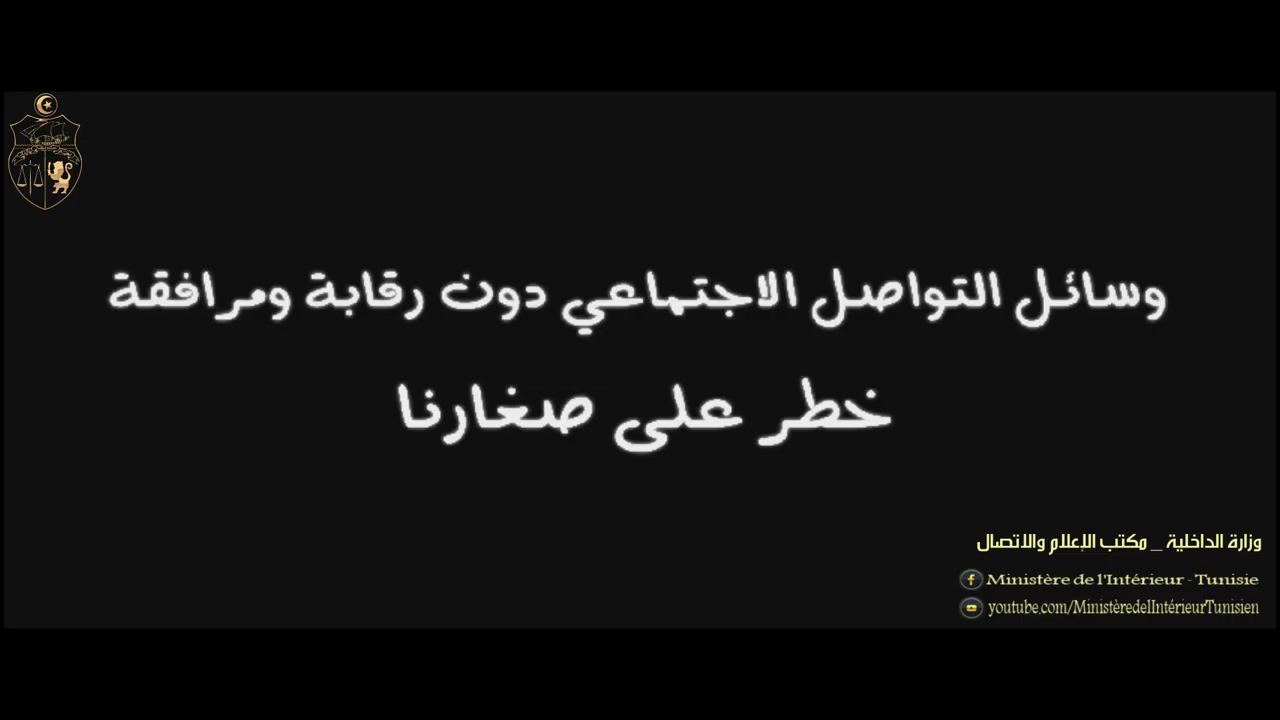 وسائل التواصل الاجتماعي دون رقابة ومرافقة
خطر على صغارنا
وزارة الداخلية _ مكتب الإعلام والاتصال
Ministère de l'Intérieur - Tunisie
youtube.com/MinistèredelIntérieurTunisien